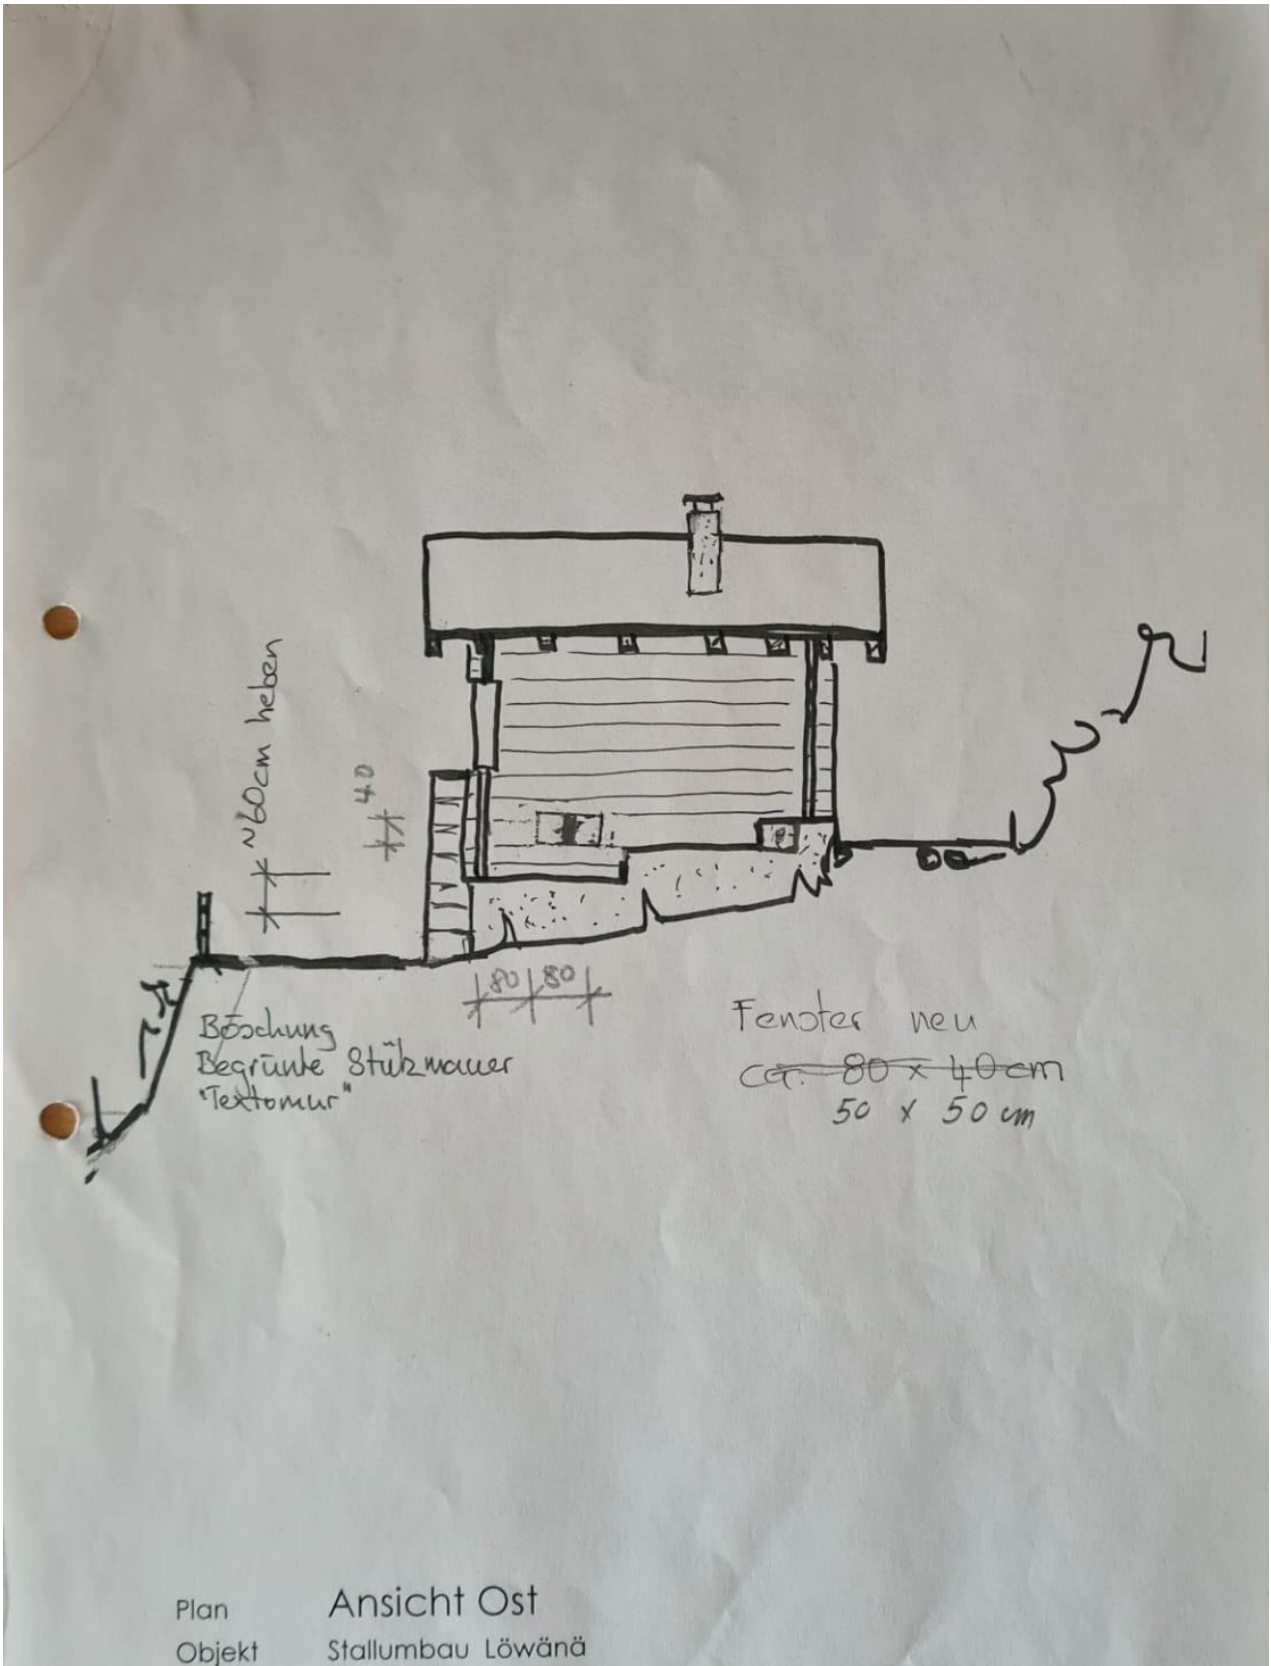 ~60cm heben
40
80 80
Böschung
Begrünte Stützmauer
"Textomur"
Fenster neu
ca. 80 x 40 cm
50 x 50 cm
Plan Ansicht Ost
Objekt Stallumbau Löwänä